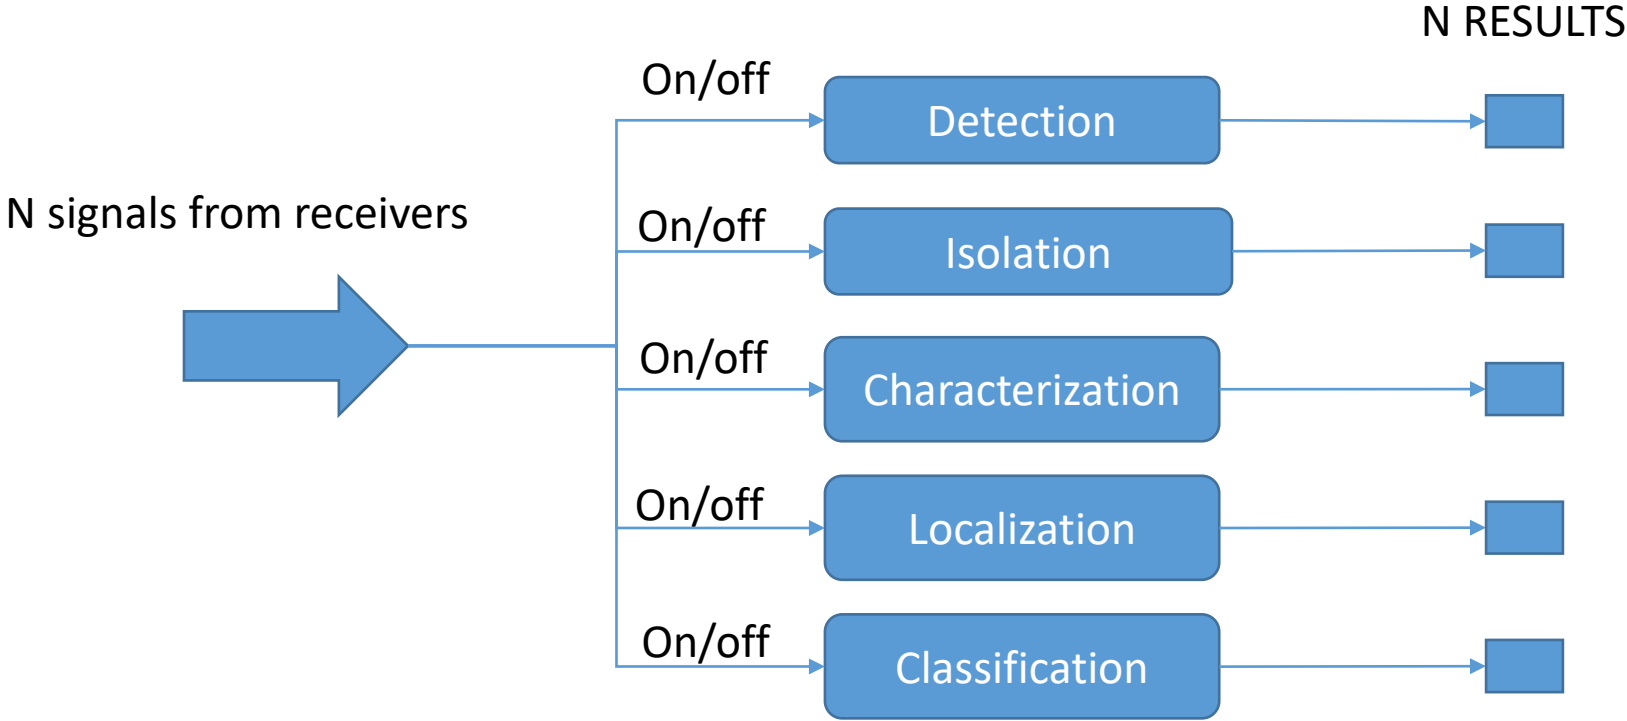 N RESULTS
On/off
Detection
N signals from receivers
On/off
Isolation
On/off
Characterization
On/off
Localization
On/off
Classification